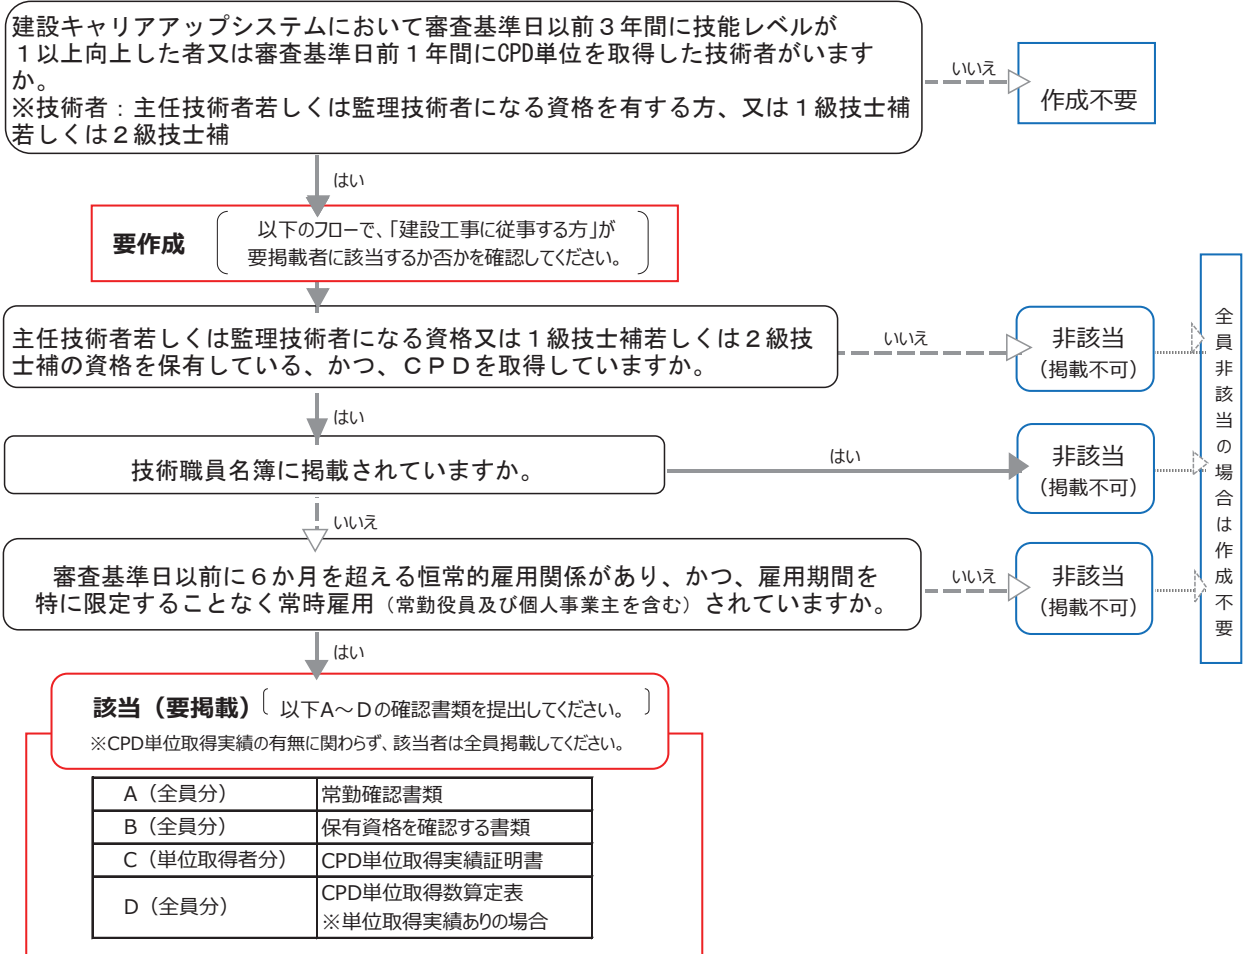 建設キャリアアップシステムにおいて審査基準日以前３年間に技能レベルが
１以上向上した者又は審査基準日前１年間にCPD単位を取得した技術者がいます
か。
※技術者：主任技術者若しくは監理技術者になる資格を有する方、又は１級技士補
若しくは２級技士補
いいえ
作成不要
はい
要作成
以下のフローで、「建設工事に従事する方」が
要掲載者に該当するか否かを確認してください。
主任技術者若しくは監理技術者になる資格又は１級技士補若しくは２級技
士補の資格を保有している、かつ、ＣＰＤを取得していますか。
いいえ
非該当
（掲載不可）
はい
技術職員名簿に掲載されていますか。
はい
非該当
（掲載不可）
いいえ
審査基準日以前に６か月を超える恒常的雇用関係があり、かつ、雇用期間を
特に限定することなく常時雇用（常勤役員及び個人事業主を含む）されていますか。
いいえ
非該当
（掲載不可）
全員非該当の場合は作成不要
はい
該当（要掲載）〔 以下A～Dの確認書類を提出してください。 〕
※CPD単位取得実績の有無に関わらず、該当者は全員掲載してください。
A（全員分） 常勤確認書類
B（全員分） 保有資格を確認する書類
C（単位取得者分） CPD単位取得実績証明書
D（全員分） CPD単位取得数算定表
※単位取得実績ありの場合